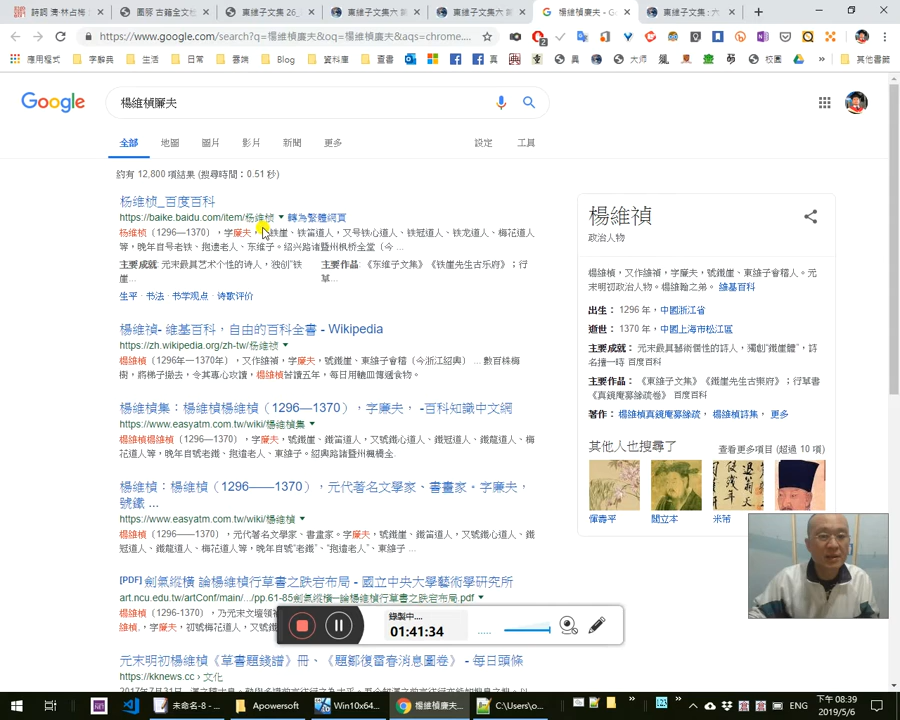 詩詞 清·林占梅
國學 古籍全文檢
東維子文集 26_
東維子文集六
東維子文集六
楊維楨廉夫 - G
東維子文集：六
https://www.google.com/search?q=楊維楨廉夫&oq=楊維楨廉夫&aqs=chrome....
應用程式
字彙兵
生活
日常
雲端
Blog
資料庫
查書
真
異
大师
校園
其他書籤
Google
楊維楨廉夫
全部 地圖 圖片 影片 新聞 更多 設定 工具
約有 12,800 項結果 (搜尋時間：0.51 秒)
杨维桢_百度百科
https://baike.baidu.com/item/杨维桢 ▼ 轉為繁體網頁
杨维桢（1296—1370），字廉夫，号铁崖、铁笛道人，又号铁心道人、铁冠道人、铁龙道人、梅花道人
等，晚年自号老铁、抱遗老人、东维子。绍兴路诸暨州枫桥全堂（今 ...
主要成就: 元末最具艺术个性的诗人，独创“铁
崖...
主要作品: 《东维子文集》《铁崖先生古乐府》；行
草...
生平 · 书法 · 书学观点 · 诗歌评价
楊維楨- 維基百科，自由的百科全書 - Wikipedia
https://zh.wikipedia.org/zh-tw/楊維楨 ▼
楊維楨（1296年—1370年），又作維禎，字廉夫，號鐵崖、東維子會稽（今浙江紹興） ... 數百株梅
樹，將梯子撤去，令其專心攻讀，楊維楨苦讀五年，每日用轆轤傳遞食物。
楊維楨集：楊維楨楊維楨（1296—1370），字廉夫， -百科知識中文網
https://www.easyatm.com.tw/wiki/楊維楨集 ▼
楊維楨楊維楨（1296—1370），字廉夫，號鐵崖、鐵笛道人，又號鐵心道人、鐵冠道人、鐵龍道人、梅
花道人等，晚年自號老鐵、抱遺老人、東維子。紹興路諸暨州楓橋全.
楊維楨：楊維楨（1296——1370），元代著名文學家、書畫家。字廉夫，
號鐵 ...
https://www.easyatm.com.tw/wiki/楊維楨 ▼
楊維楨（1296——1370），元代著名文學家、書畫家。字廉夫，號鐵崖、鐵笛道人，又號鐵心道人、鐵
冠道人、鐵龍道人、梅花道人等，晚年自號“老鐵”、“抱遺老人”、東維子 ...
[PDF] 劍氣縱橫 論楊維楨行草書之跌宕布局 - 國立中央大學藝術學研究所
art.ncu.edu.tw/artConf/main/.../pp.61-85劍氣縱橫─論楊維楨行草書之跌宕布局.pdf ▼
楊維楨 (1296-1370)，乃元末文壇領袖
維楨，字廉夫，初號梅花道人，又
元末明初楊維楨《草書題錢譜》冊、《題鄒復雷春消息圖卷》 - 每日頭條
https://kknews.cc › 文化
楊維禎
政治人物
楊維楨，又作維禎，字廉夫，號鐵崖、東維子會稽人。元
末明初政治人物。楊維翰之弟。 維基百科
出生： 1296 年，中國浙江省
逝世： 1370 年，中國上海市松江區
主要成就： 元末最具藝術個性的詩人，獨創“鐵崖體”，詩
名擅一時 百度百科
主要作品： 《東維子文集》《鐵崖先生古樂府》；行草書
《真鏡庵募緣疏卷》 百度百科
著作： 楊維楨真鏡庵募緣疏，楊維楨詩集，更多
其他人也搜尋了
查看更多項目 (超過 10 項)
惲壽平
閻立本
米芾
錄製中....
01:41:34
未命名-8 - ...
Apowersoft
Win10x64...
楊維楨廉夫...
C:\Users\o...
ENG
下午 08:39
2019/5/6